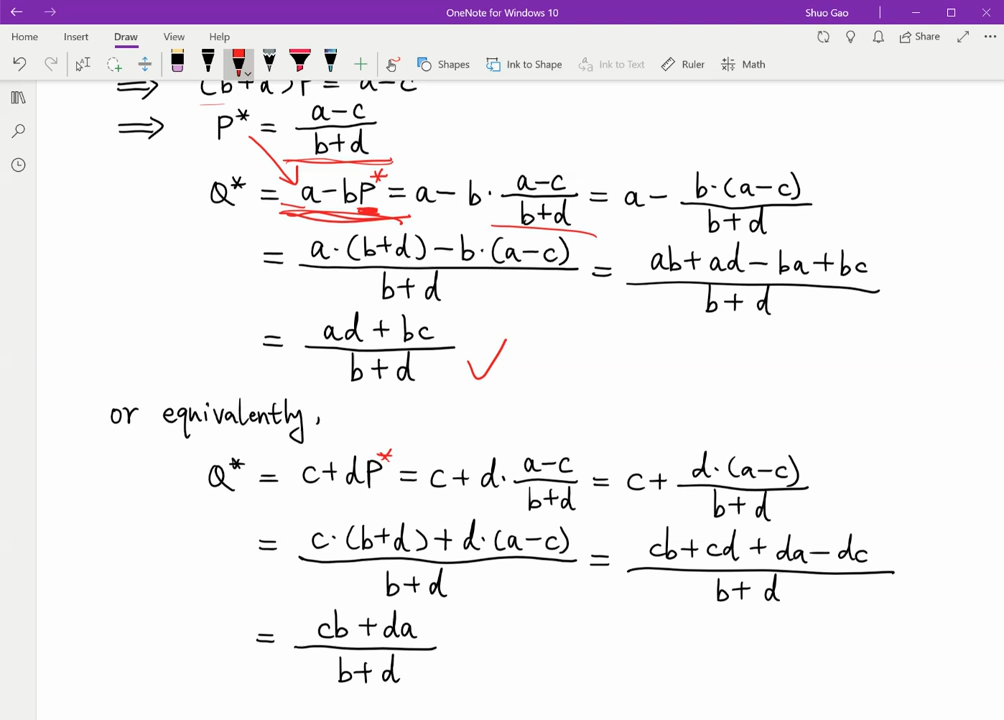 OneNote for Windows 10
Shuo Gao
Home Insert Draw View Help
Share
Shapes Ink to Shape Ink to Text Ruler Math
⟹ (b+d)P = a-c
⟹ P* = (a-c)/(b+d)
Q* = a-bP* = a-b·(a-c)/(b+d) = a- b·(a-c)/(b+d)
= (a·(b+d)-b·(a-c))/(b+d) = (ab+ad-ba+bc)/(b+d)
= (ad+bc)/(b+d) ✓
or equivalently,
Q* = c+dP* = c+d·(a-c)/(b+d) = c+ d·(a-c)/(b+d)
= (c·(b+d)+d·(a-c))/(b+d) = (cb+cd+da-dc)/(b+d)
= (cb+da)/(b+d)